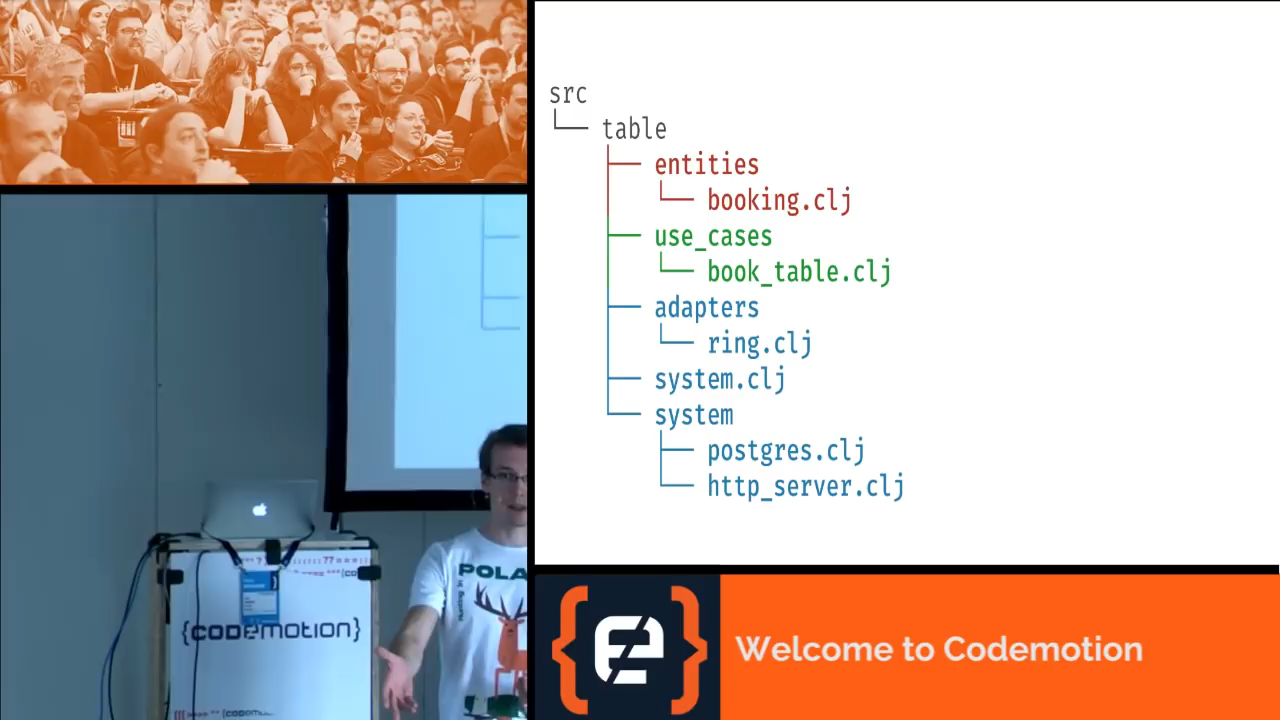 src
table
entities
booking.clj
use_cases
book_table.clj
adapters
ring.clj
system.clj
system
postgres.clj
http_server.clj
POLA
{CODEMOTION}
Welcome to Codemotion